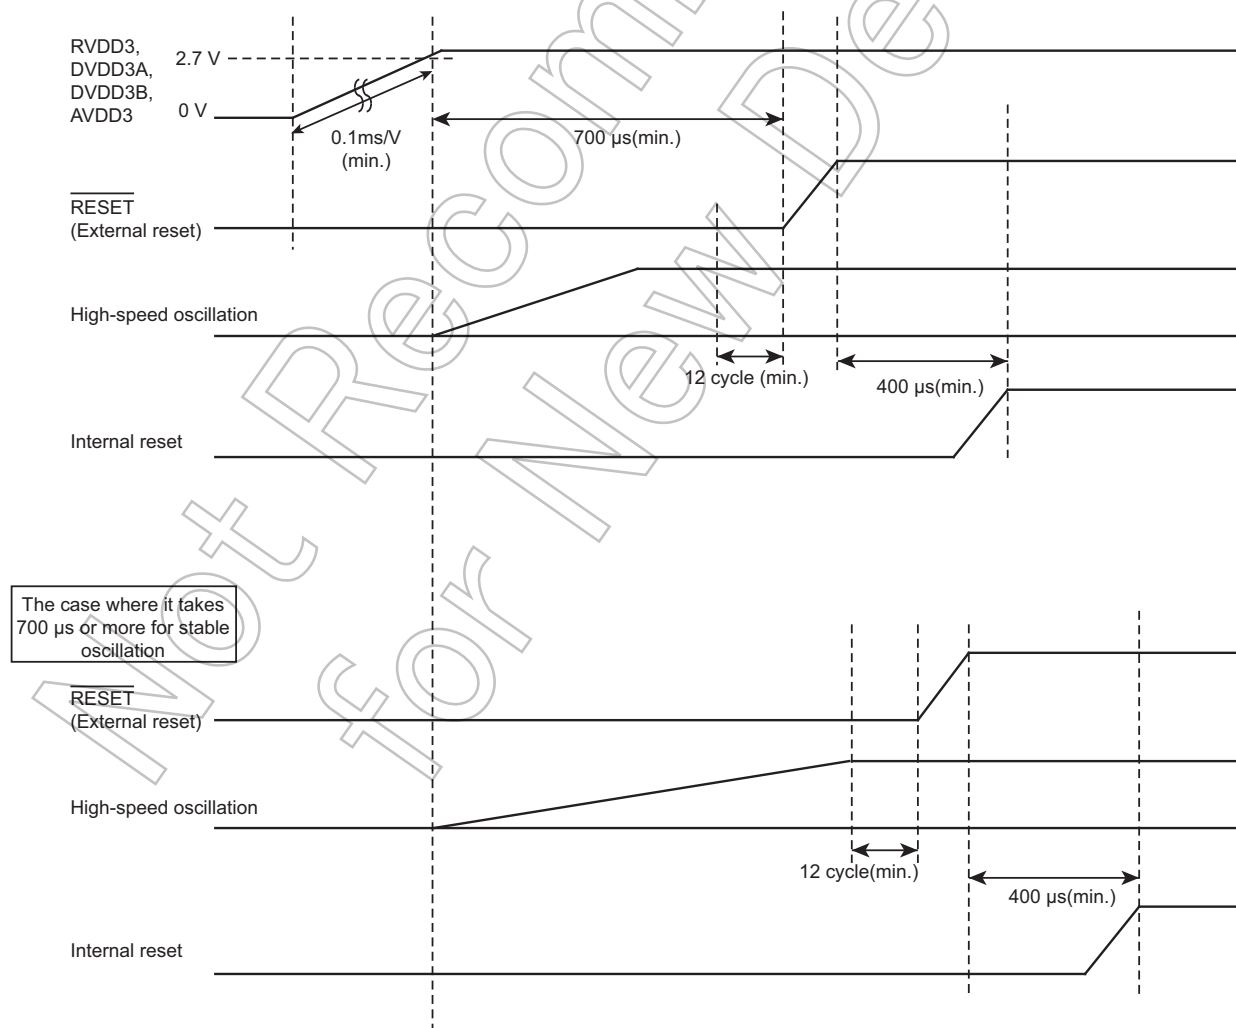 RVDD3,
DVDD3A,
DVDD3B,
AVDD3
2.7 V
0 V
0.1ms/V
(min.)
700 µs(min.)
RESET
(External reset)
High-speed oscillation
12 cycle (min.)
400 µs(min.)
Internal reset
The case where it takes
700 µs or more for stable
oscillation
RESET
(External reset)
High-speed oscillation
12 cycle(min.)
400 µs(min.)
Internal reset
Not Recom
for New De